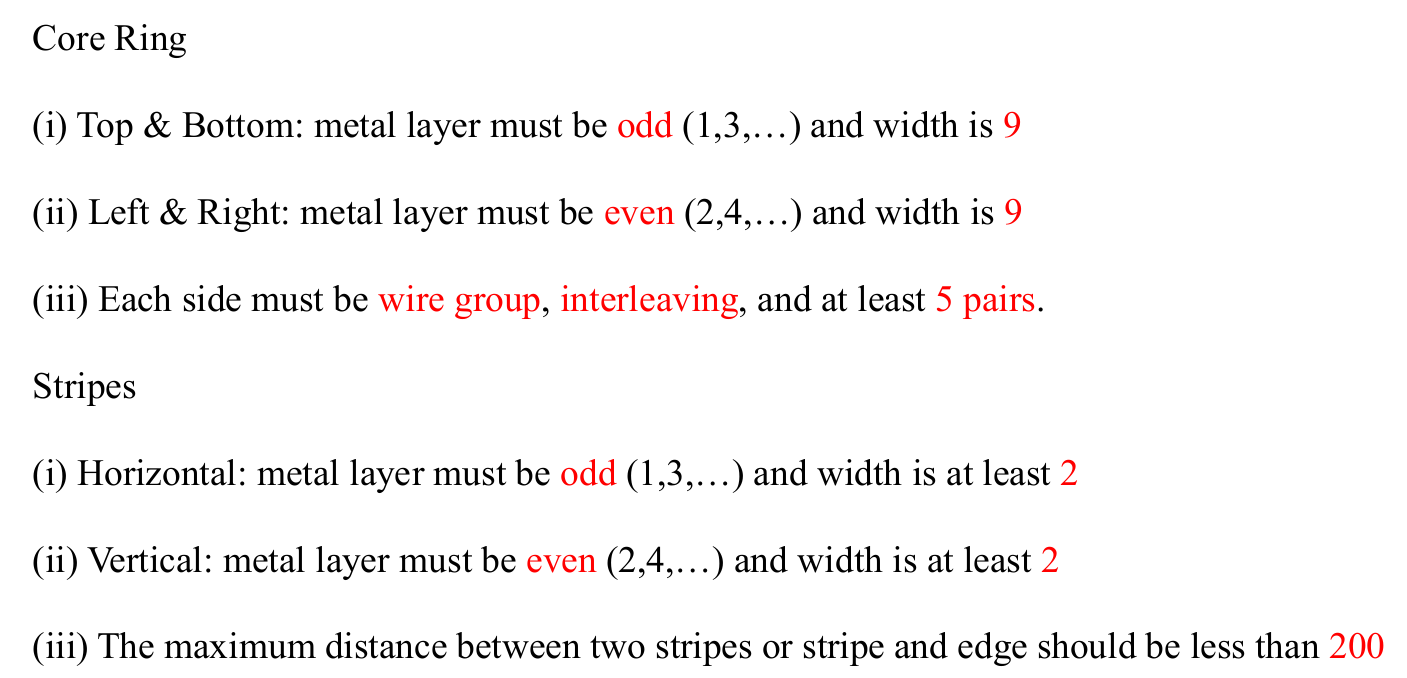 Core Ring
(i) Top & Bottom: metal layer must be odd (1,3,…) and width is 9
(ii) Left & Right: metal layer must be even (2,4,…) and width is 9
(iii) Each side must be wire group, interleaving, and at least 5 pairs.
Stripes
(i) Horizontal: metal layer must be odd (1,3,…) and width is at least 2
(ii) Vertical: metal layer must be even (2,4,…) and width is at least 2
(iii) The maximum distance between two stripes or stripe and edge should be less than 200